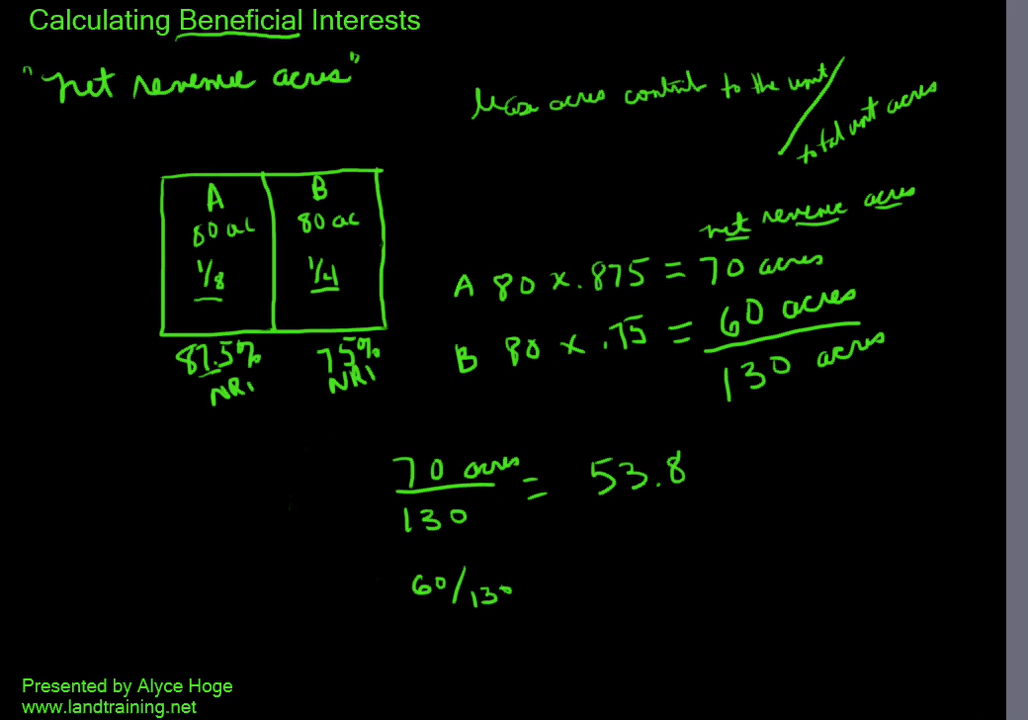 Calculating Beneficial Interests
"net revenue acres"
acres contrib to the unit/
total unt acres
A
80 ac
1/8
B
80 ac
1/4
87.5%
NRI
75%
NRI
net revenue acres
A 80 x .875 = 70 acres
B 80 x .75 = 60 acres
130 acres
70 acres
130
= 53.8
60/130
Presented by Alyce Hoge
www.landtraining.net